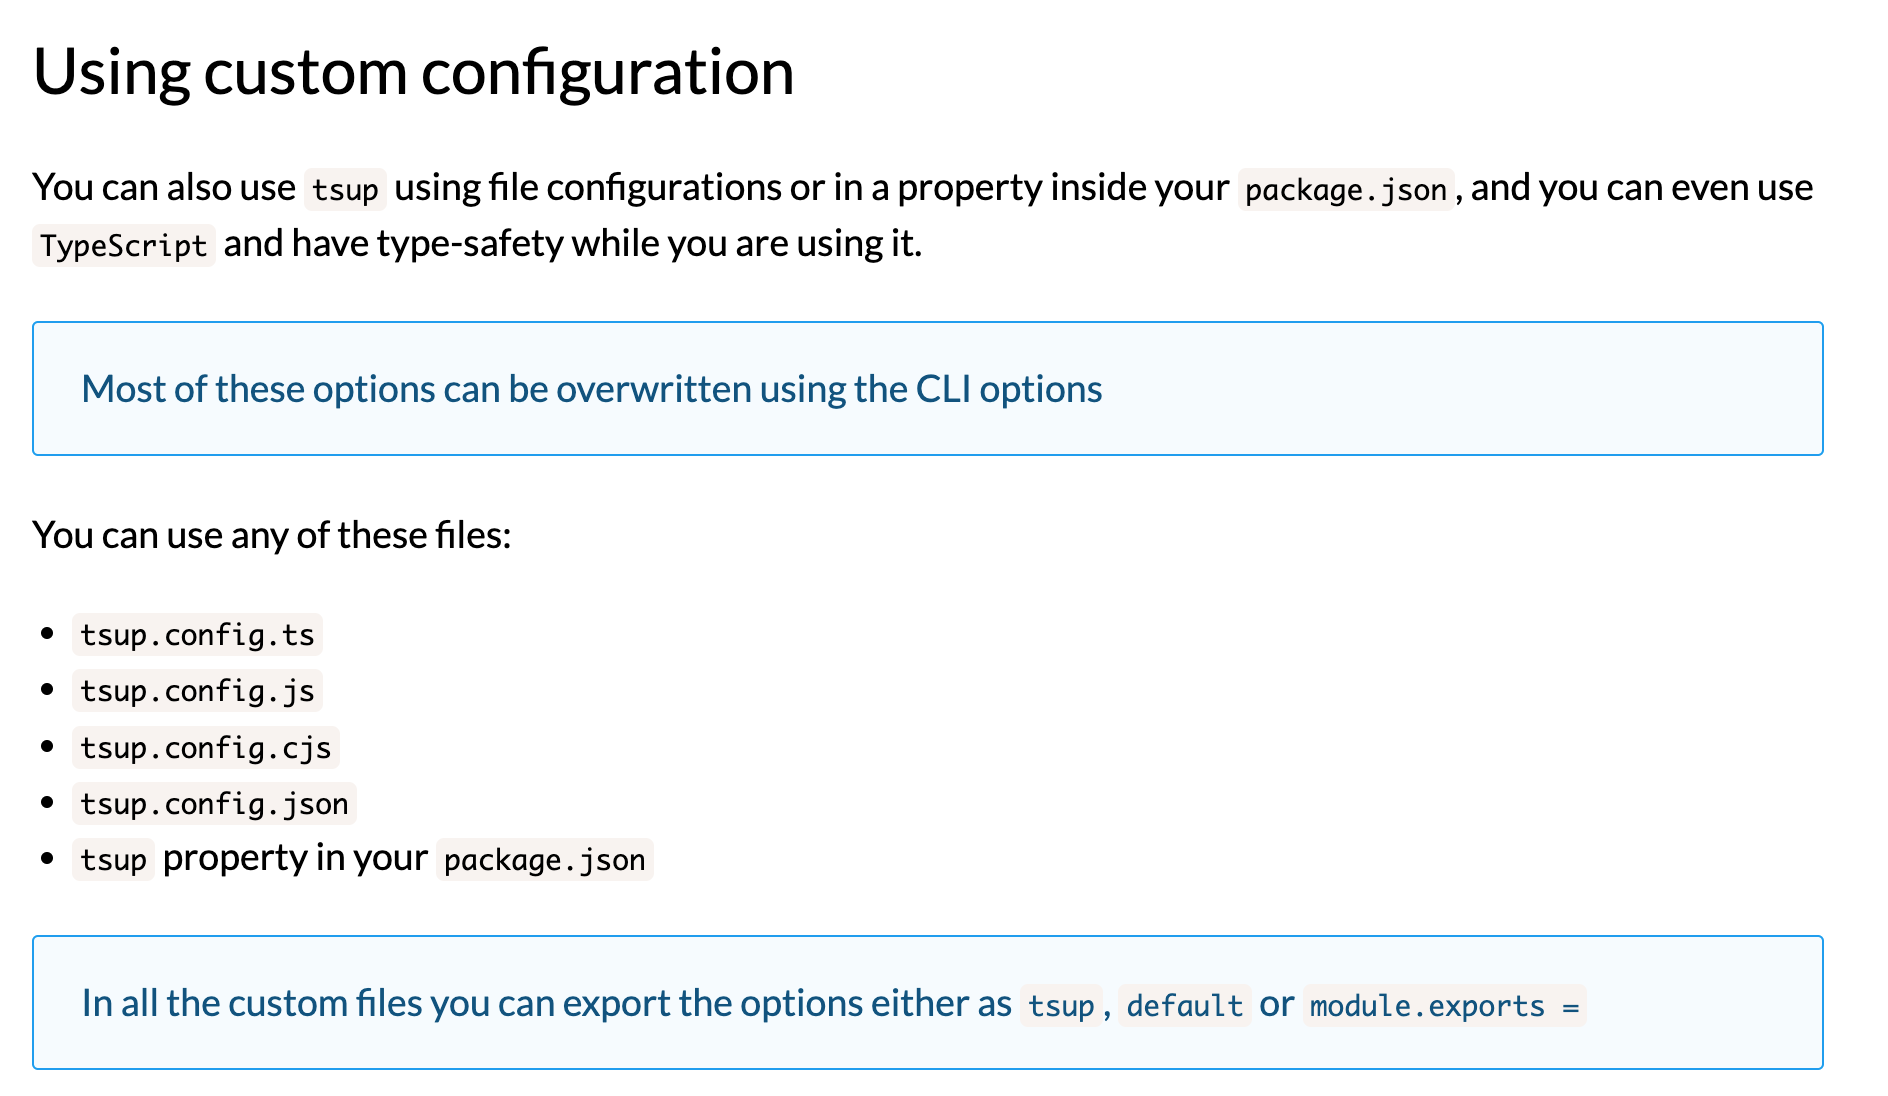 Using custom configuration
You can also use tsup using file configurations or in a property inside your package.json, and you can even use
TypeScript and have type-safety while you are using it.
Most of these options can be overwritten using the CLI options
You can use any of these files:
• tsup.config.ts
• tsup.config.js
• tsup.config.cjs
• tsup.config.json
• tsup property in your package.json
In all the custom files you can export the options either as tsup, default or module.exports =